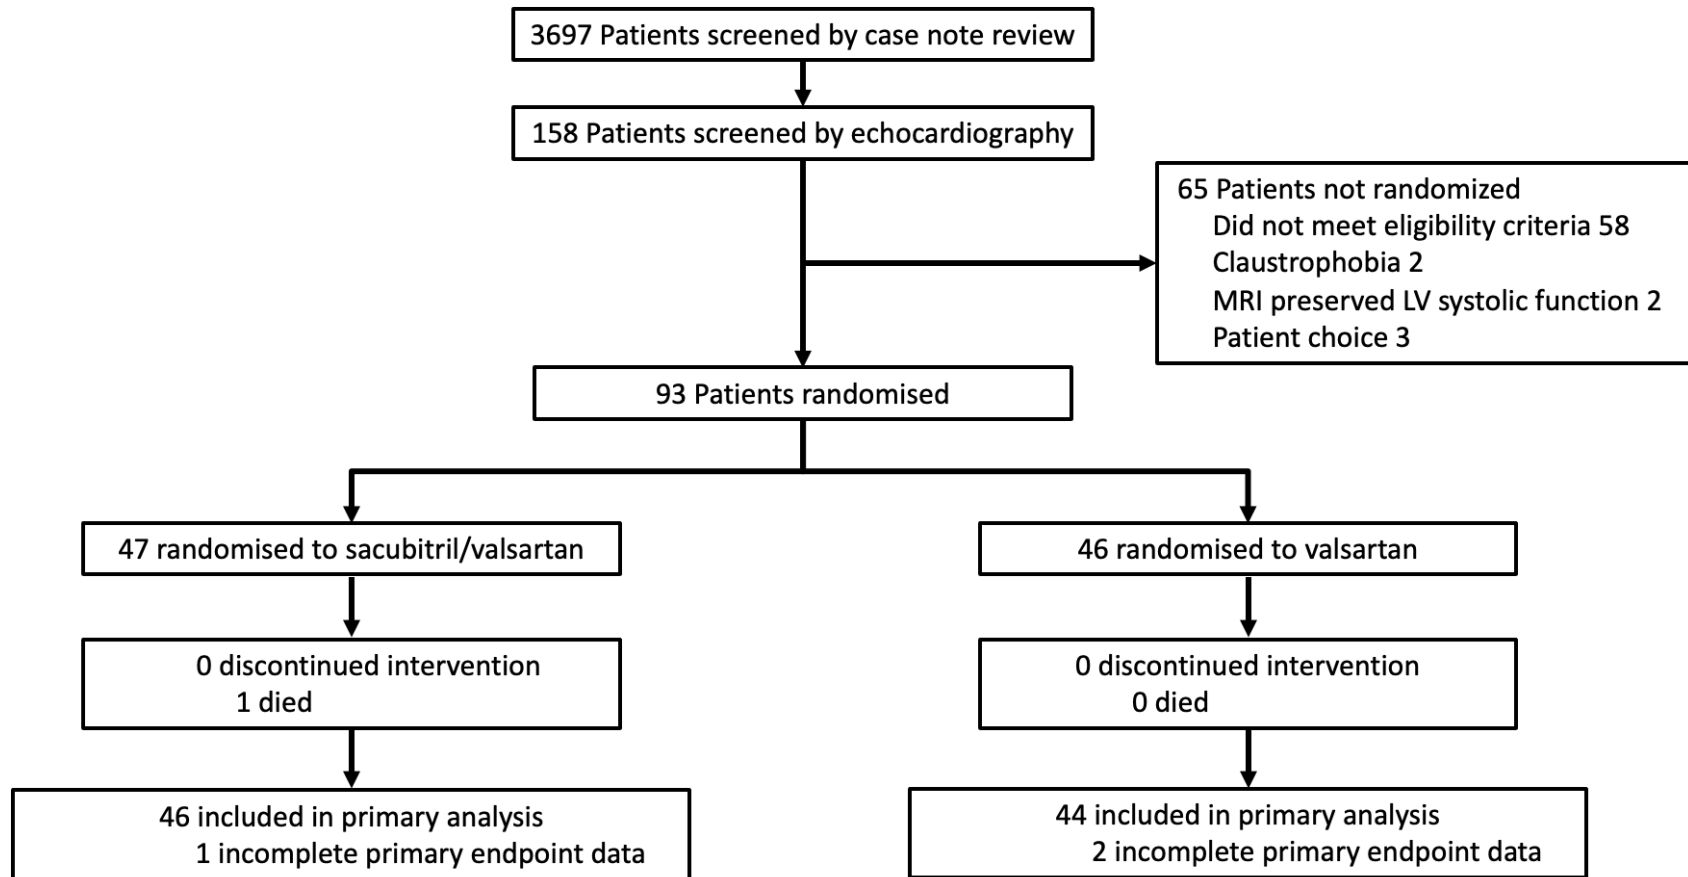 3697 Patients screened by case note review
158 Patients screened by echocardiography
65 Patients not randomized
Did not meet eligibility criteria 58
Claustrophobia 2
MRI preserved LV systolic function 2
Patient choice 3
93 Patients randomised
47 randomised to sacubitril/valsartan
46 randomised to valsartan
0 discontinued intervention
1 died
0 discontinued intervention
0 died
46 included in primary analysis
1 incomplete primary endpoint data
44 included in primary analysis
2 incomplete primary endpoint data